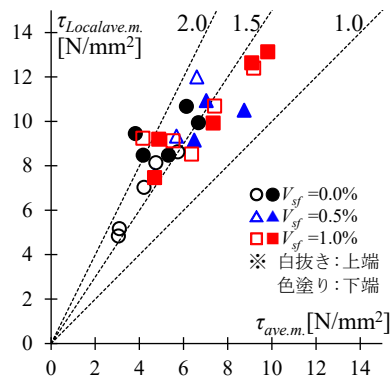 τLocalave.m.
[N/mm²]
2.0 1.5 1.0
14
12
10
8
6
4
2
0
Vsf=0.0%
Vsf=0.5%
Vsf=1.0%
※ 白抜き:上端
色塗り:下端
τave.m.[N/mm²]
0 2 4 6 8 10 12 14